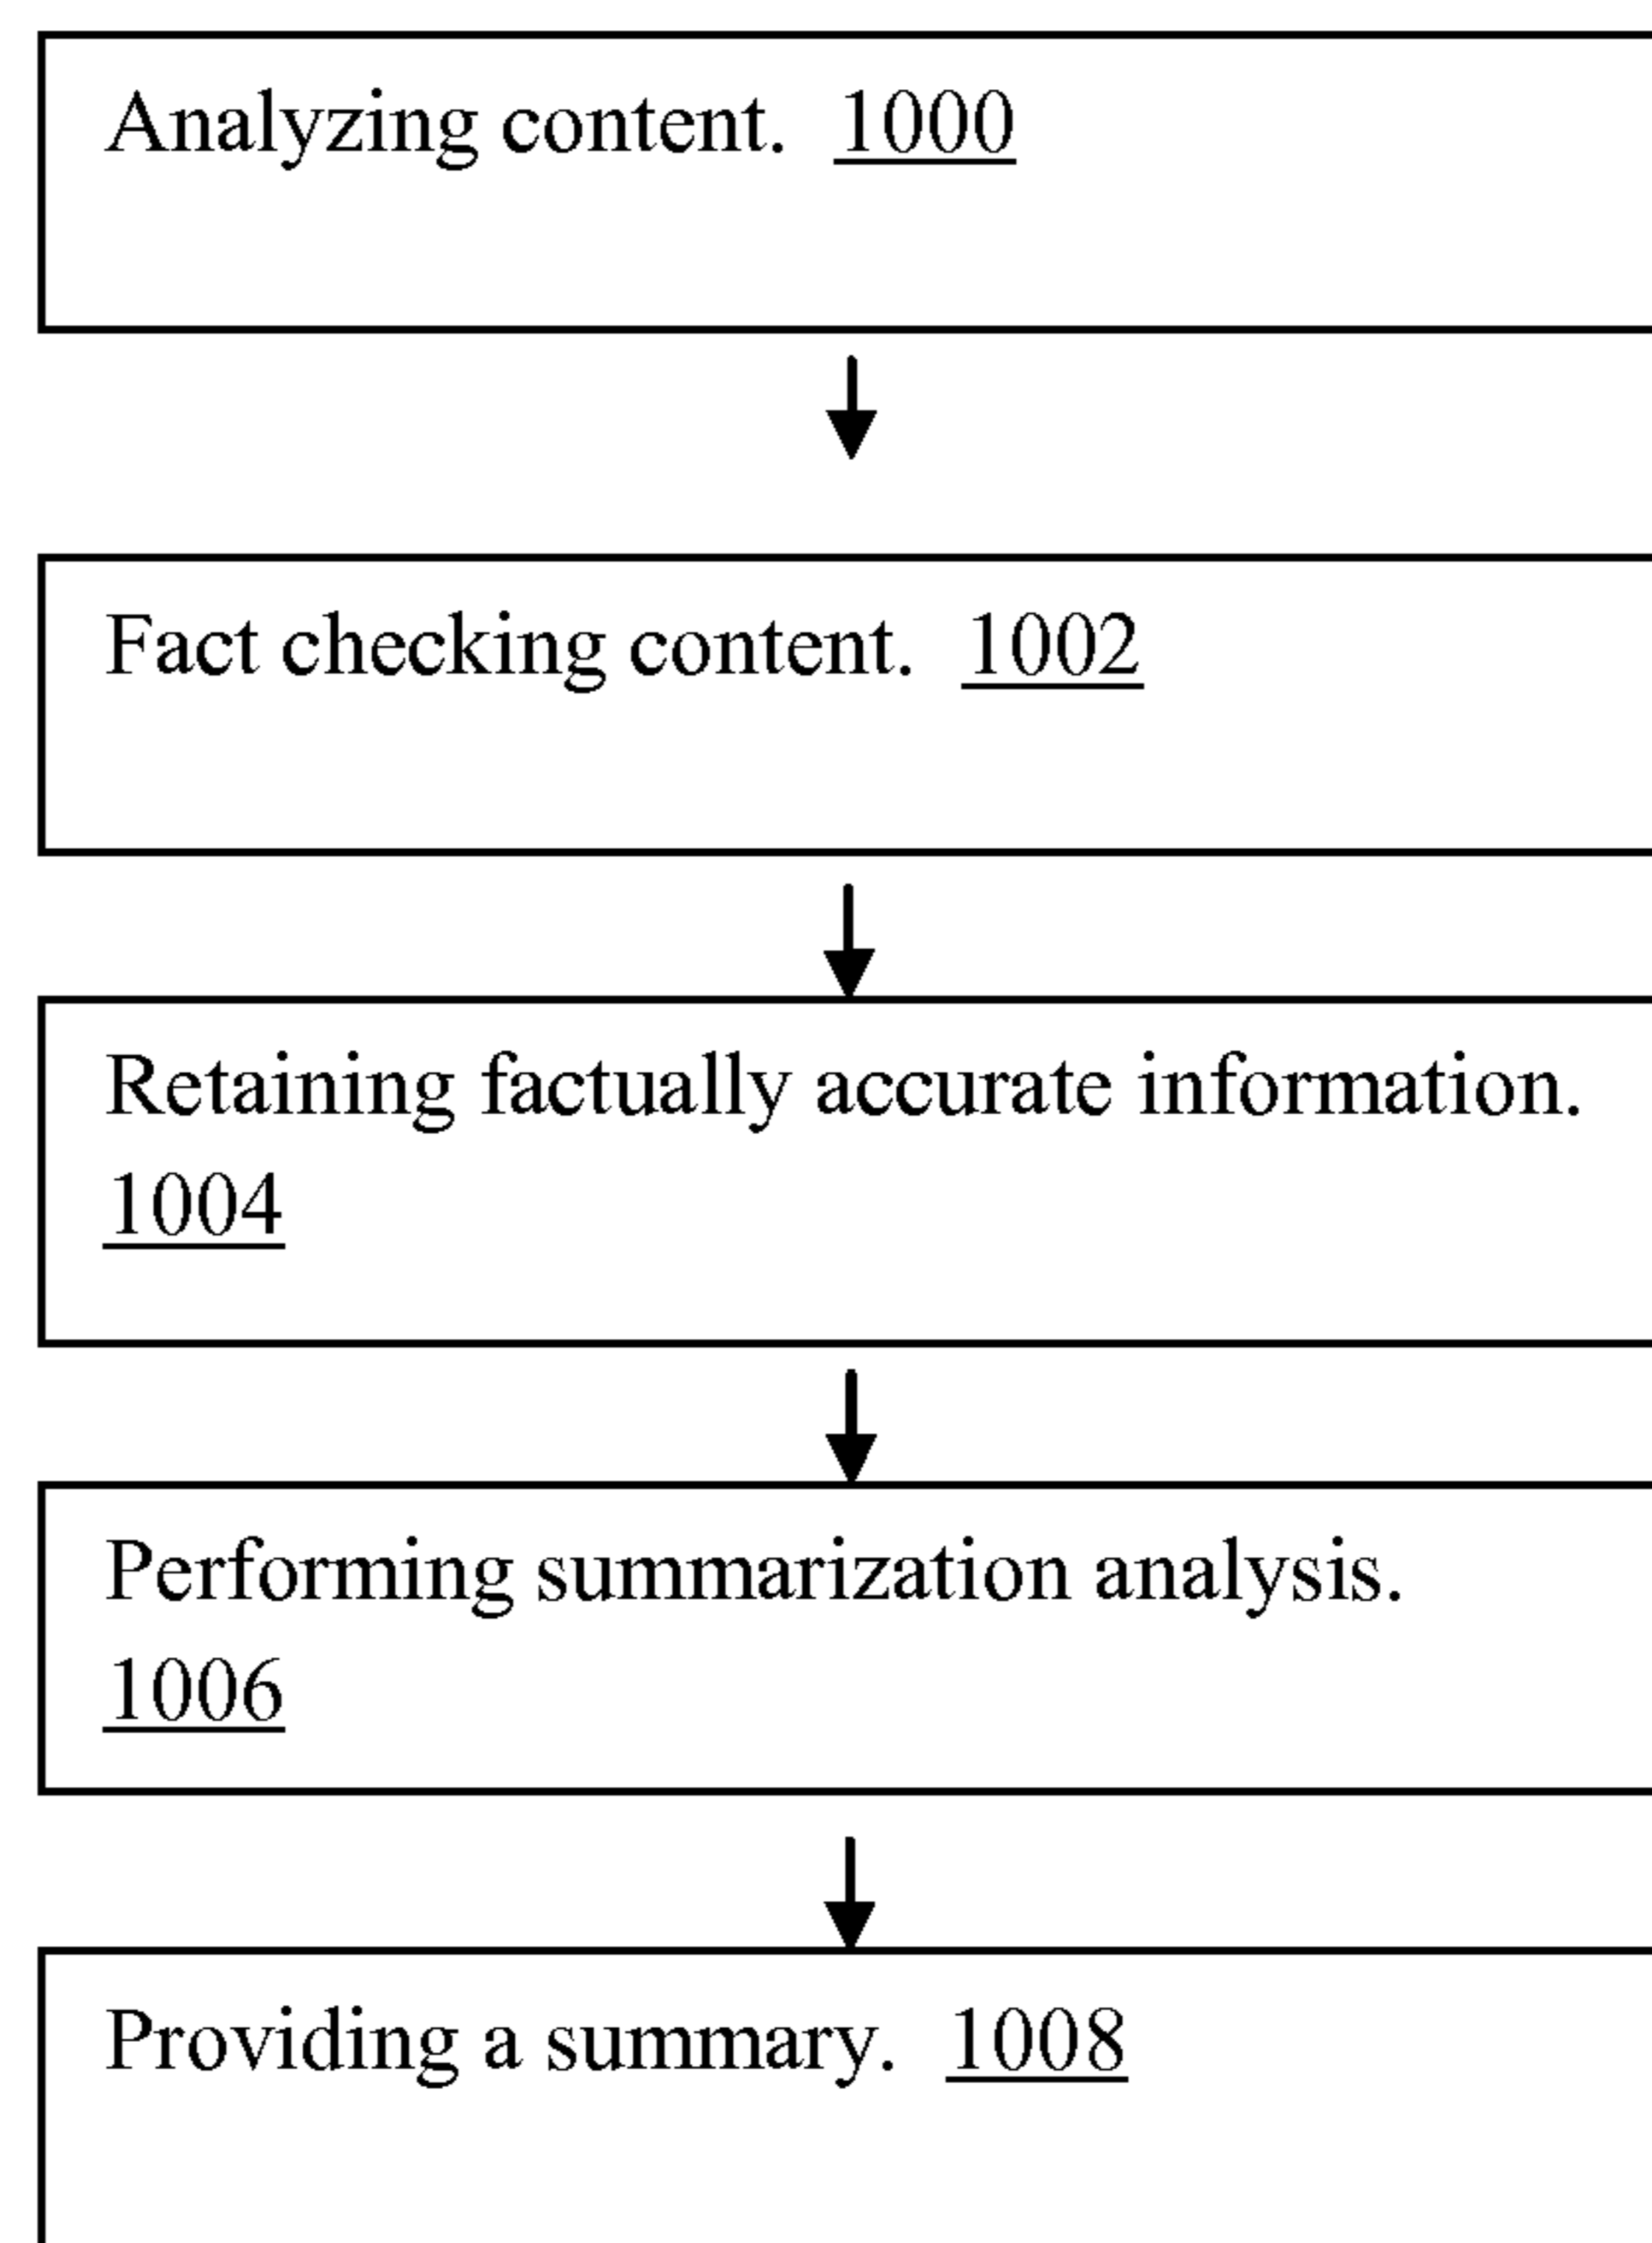 Analyzing content. 1000
Fact checking content. 1002
Retaining factually accurate information.
1004
Performing summarization analysis.
1006
Providing a summary. 1008